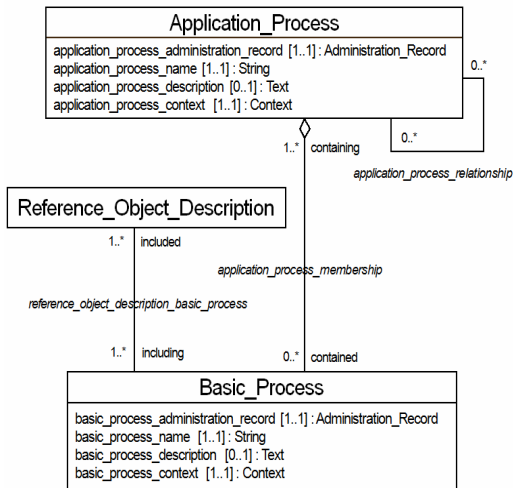 Application_Process
application_process_administration_record [1..1] : Administration_Record
application_process_name [1..1] : String
application_process_description [0..1] : Text
application_process_context [1..1] : Context
0..*
0..*
1..* containing
application_process_relationship
Reference_Object_Description
1..* included
application_process_membership
reference_object_description_basic_process
1..* including
0..* contained
Basic_Process
basic_process_administration_record [1..1] : Administration_Record
basic_process_name [1..1] : String
basic_process_description [0..1] : Text
basic_process_context [1..1] : Context